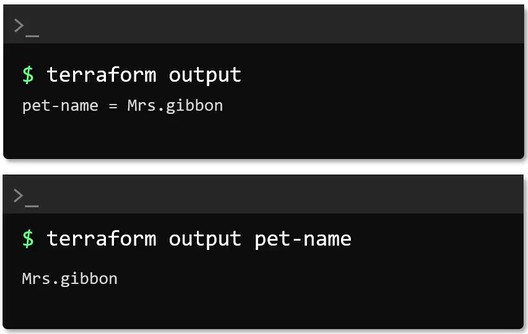 >_
$ terraform output
pet-name = Mrs.gibbon
>_
$ terraform output pet-name
Mrs.gibbon